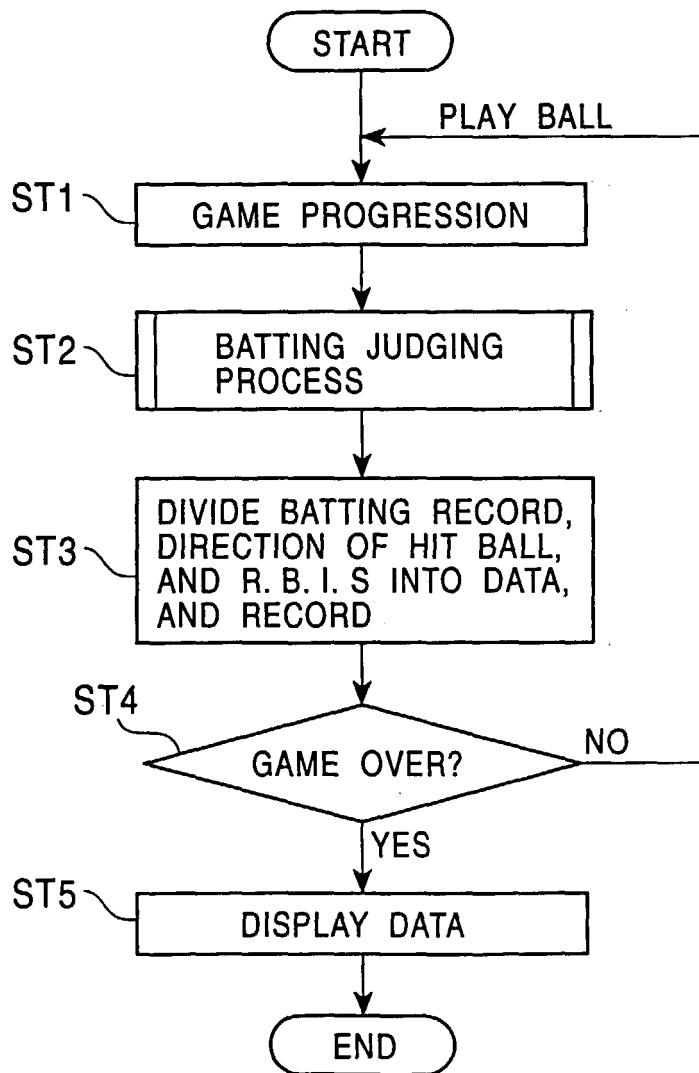 START
PLAY BALL
ST1
GAME PROGRESSION
ST2
BATTING JUDGING
PROCESS
ST3
DIVIDE BATTING RECORD,
DIRECTION OF HIT BALL,
AND R. B. I. S INTO DATA,
AND RECORD
ST4
GAME OVER?
NO
YES
ST5
DISPLAY DATA
END